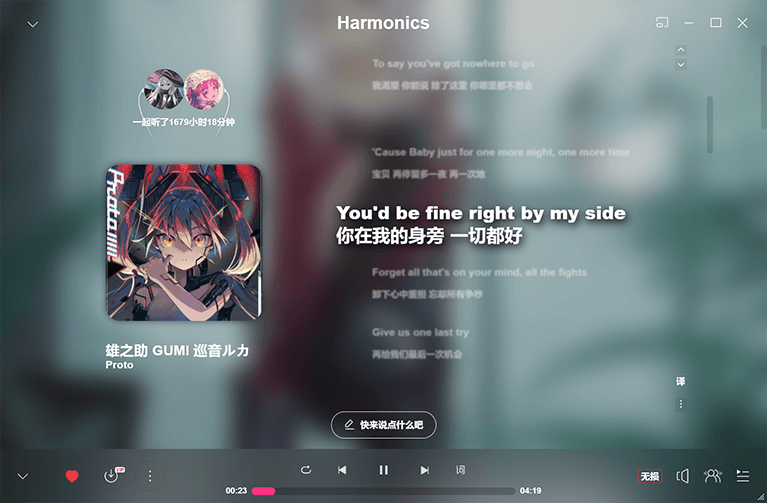 Harmonics
To say you've got nowhere to go
我渴望 你能说 除了这里 你哪里都不想去
一起听了1679小时18分钟
'Cause Baby just for one more night, one more time
宝贝 再停留多一夜 再一次地
You'd be fine right by my side
你在我的身旁 一切都好
Forget all that's on your mind, all the fights
卸下心中重担 忘却所有争吵
Give us one last try
再给我们最后一次机会
雄之助 GUMI 巡音ルカ
Proto
译
快来说点什么吧
VIP
词
无损
00:23
04:19